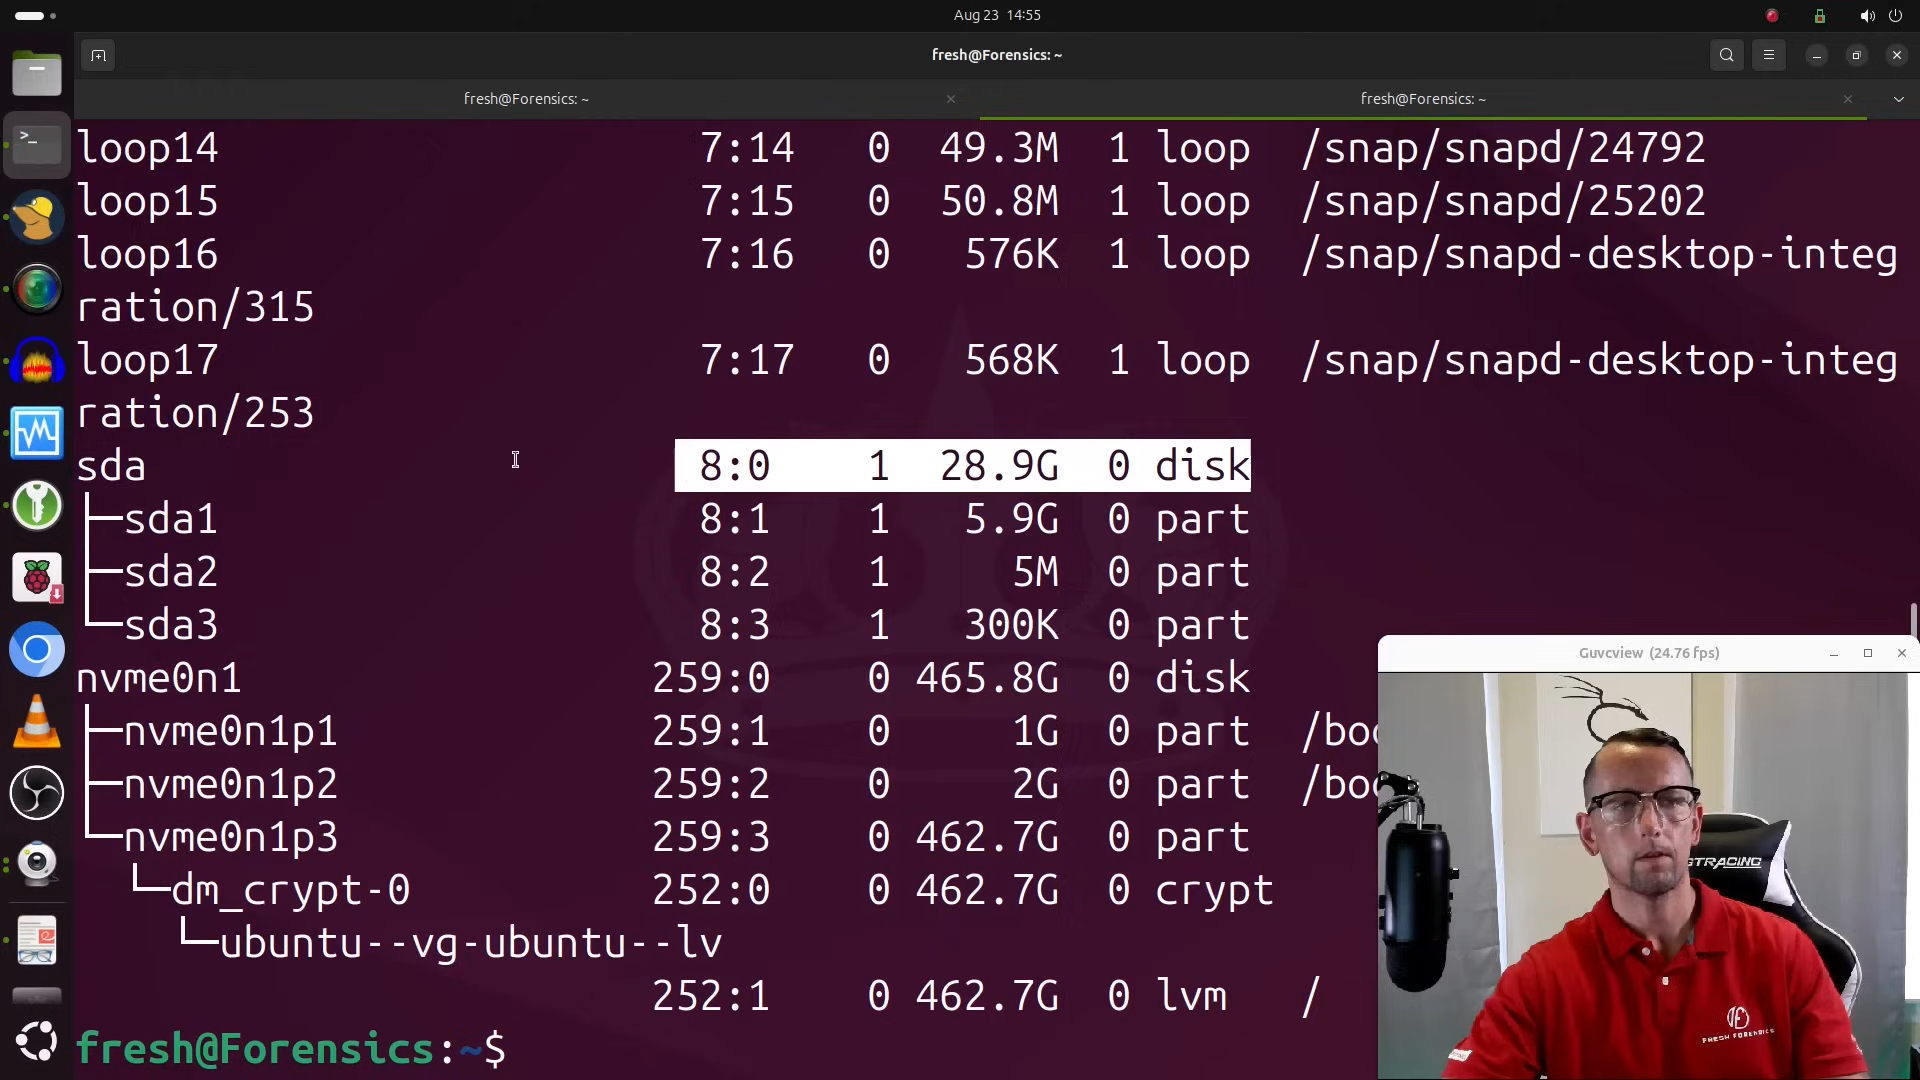 Aug 23 14:55
fresh@Forensics: ~
fresh@Forensics: ~
fresh@Forensics: ~
loop14 7:14 0 49.3M 1 loop /snap/snapd/24792
loop15 7:15 0 50.8M 1 loop /snap/snapd/25202
loop16 7:16 0 576K 1 loop /snap/snapd-desktop-integ
ration/315
loop17 7:17 0 568K 1 loop /snap/snapd-desktop-integ
ration/253
sda 8:0 1 28.9G 0 disk
├─sda1 8:1 1 5.9G 0 part
├─sda2 8:2 1 5M 0 part
└─sda3 8:3 1 300K 0 part
nvme0n1 259:0 0 465.8G 0 disk
├─nvme0n1p1 259:1 0 1G 0 part /boo
├─nvme0n1p2 259:2 0 2G 0 part /boo
└─nvme0n1p3 259:3 0 462.7G 0 part
└─dm_crypt-0 252:0 0 462.7G 0 crypt
└─ubuntu--vg-ubuntu--lv
252:1 0 462.7G 0 lvm /
fresh@Forensics:~$
Guvcview (24.76 fps)
GTRACING
FRESH FORENSICS